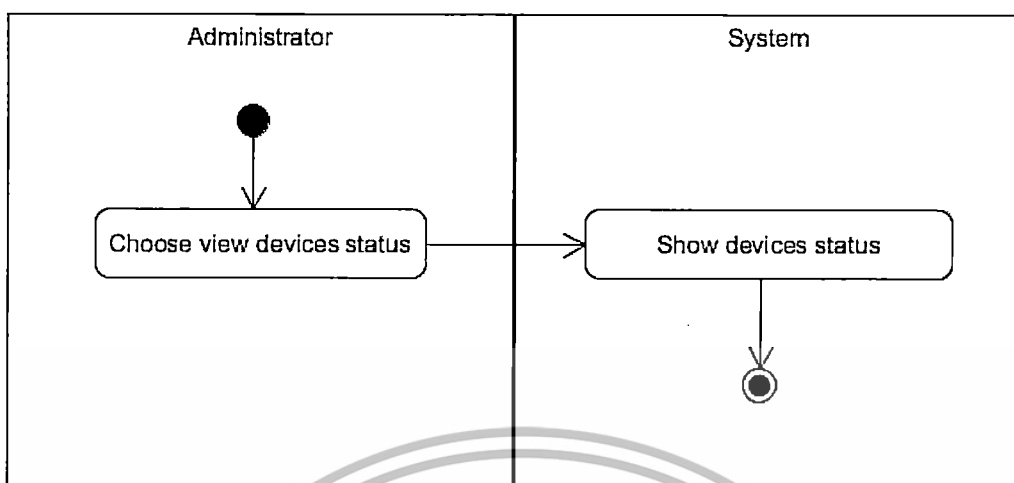 Administrator
System
Choose view devices status
Show devices status